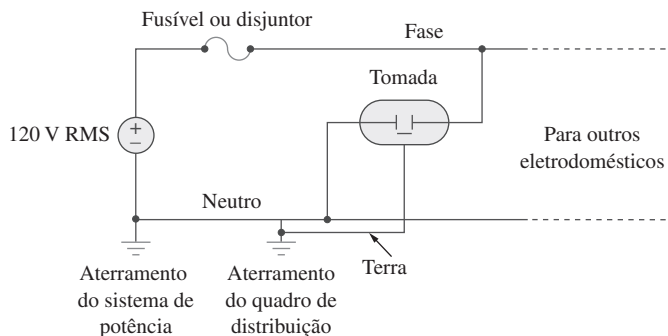 Fusível ou disjuntor
Fase
Tomada
120 V RMS
+
−
Para outros
eletrodomésticos
Neutro
Terra
Aterramento
do sistema de
potência
Aterramento
do quadro de
distribuição